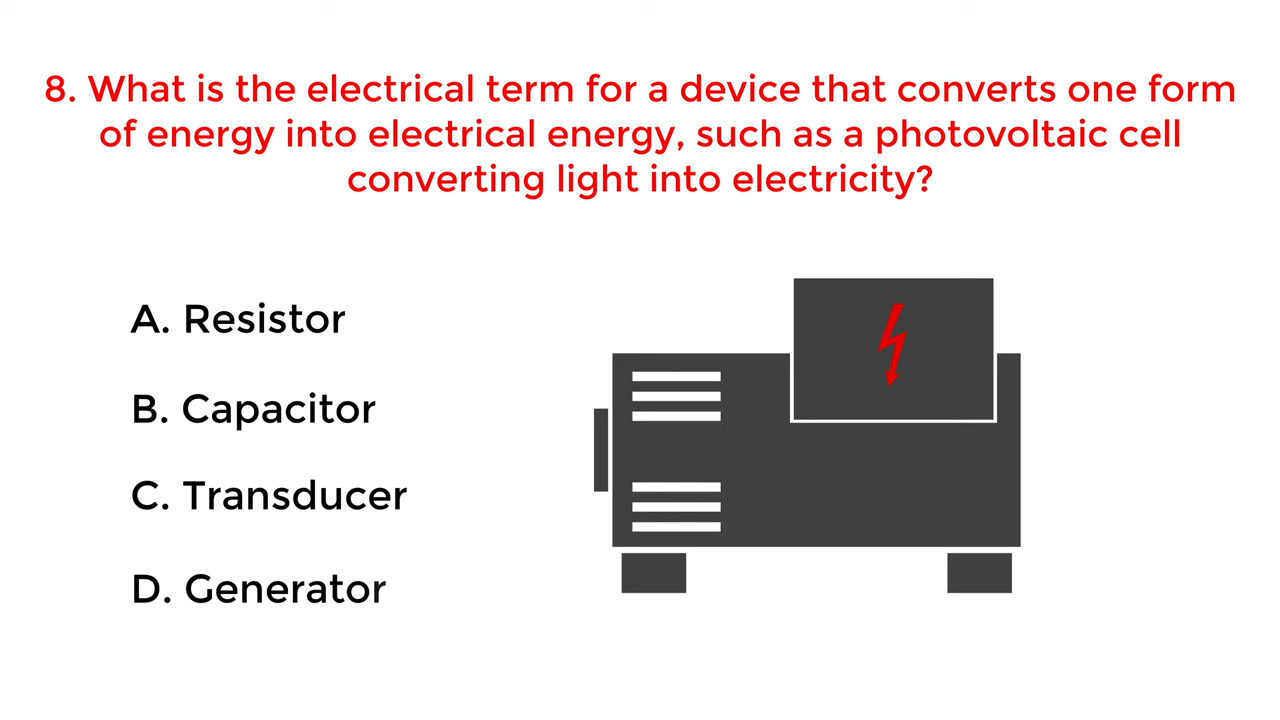 8. What is the electrical term for a device that converts one form
of energy into electrical energy, such as a photovoltaic cell
converting light into electricity?
A. Resistor
B. Capacitor
C. Transducer
D. Generator